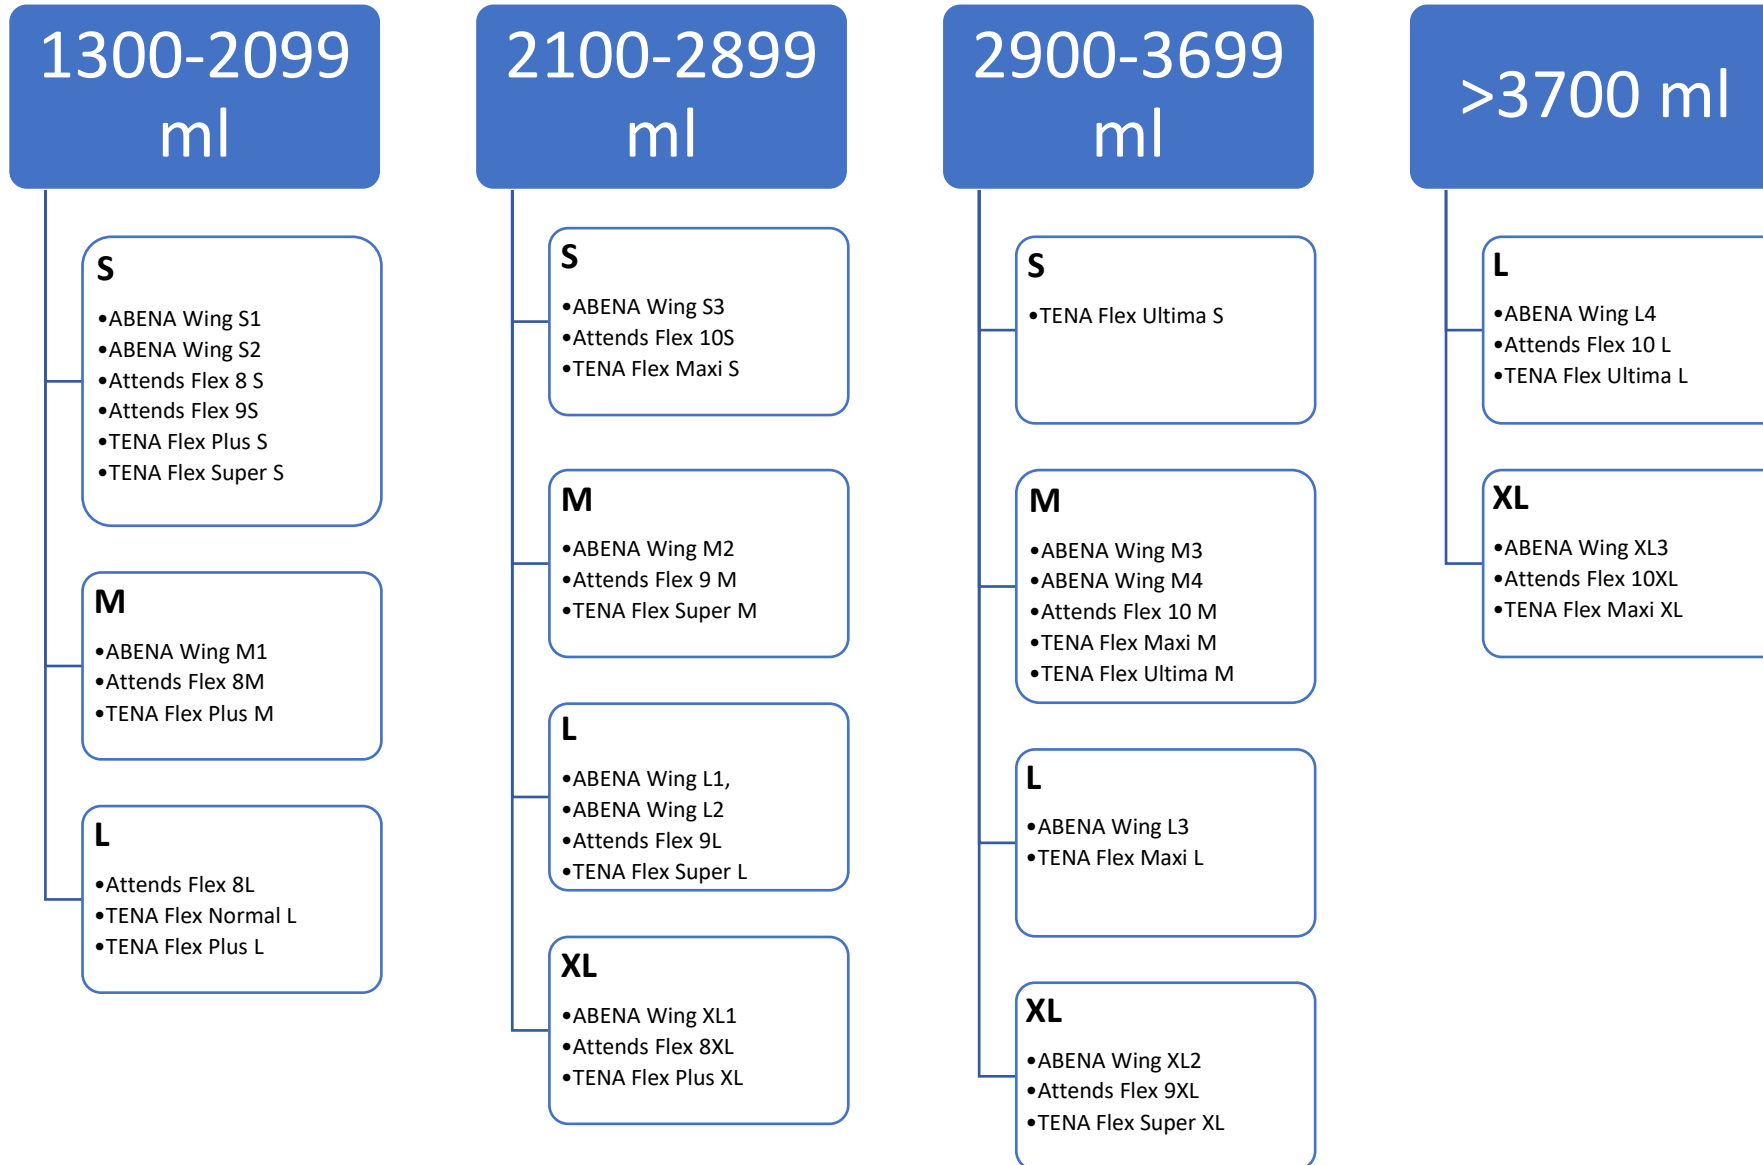 1300-2099
ml
S
•ABENA Wing S1
•ABENA Wing S2
•Attends Flex 8 S
•Attends Flex 9S
•TENA Flex Plus S
•TENA Flex Super S
M
•ABENA Wing M1
•Attends Flex 8M
•TENA Flex Plus M
L
•Attends Flex 8L
•TENA Flex Normal L
•TENA Flex Plus L
2100-2899
ml
S
•ABENA Wing S3
•Attends Flex 10S
•TENA Flex Maxi S
M
•ABENA Wing M2
•Attends Flex 9 M
•TENA Flex Super M
L
•ABENA Wing L1,
•ABENA Wing L2
•Attends Flex 9L
•TENA Flex Super L
XL
•ABENA Wing XL1
•Attends Flex 8XL
•TENA Flex Plus XL
2900-3699
ml
S
•TENA Flex Ultima S
M
•ABENA Wing M3
•ABENA Wing M4
•Attends Flex 10 M
•TENA Flex Maxi M
•TENA Flex Ultima M
L
•ABENA Wing L3
•TENA Flex Maxi L
XL
•ABENA Wing XL2
•Attends Flex 9XL
•TENA Flex Super XL
>3700 ml
L
•ABENA Wing L4
•Attends Flex 10 L
•TENA Flex Ultima L
XL
•ABENA Wing XL3
•Attends Flex 10XL
•TENA Flex Maxi XL